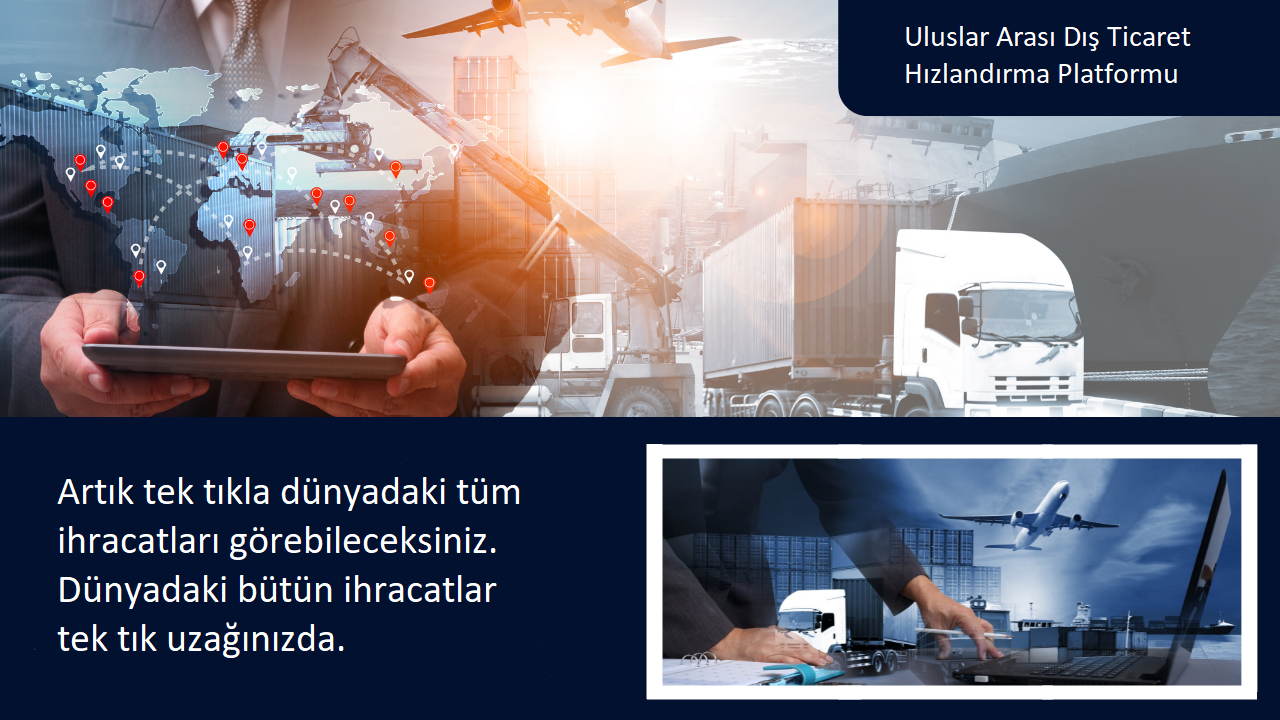 Uluslar Arası Dış Ticaret
Hızlandırma Platformu
Artık tek tıkla dünyadaki tüm
ihracatları görebileceksiniz.
Dünyadaki bütün ihracatlar
tek tık uzağınızda.